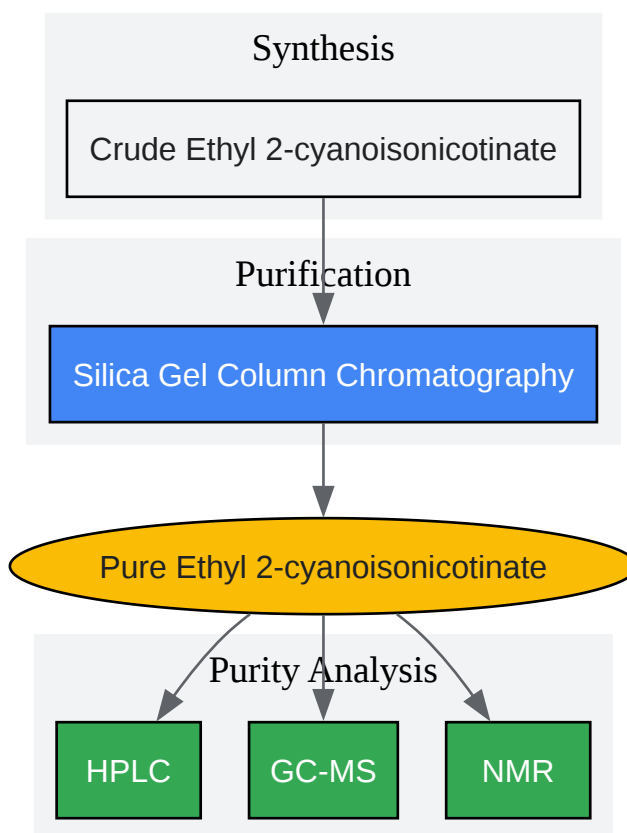 Synthesis
Crude Ethyl 2-cyanoisonicotinate
Purification
Silica Gel Column Chromatography
Pure Ethyl 2-cyanoisonicotinate
Purity Analysis
HPLC
GC-MS
NMR